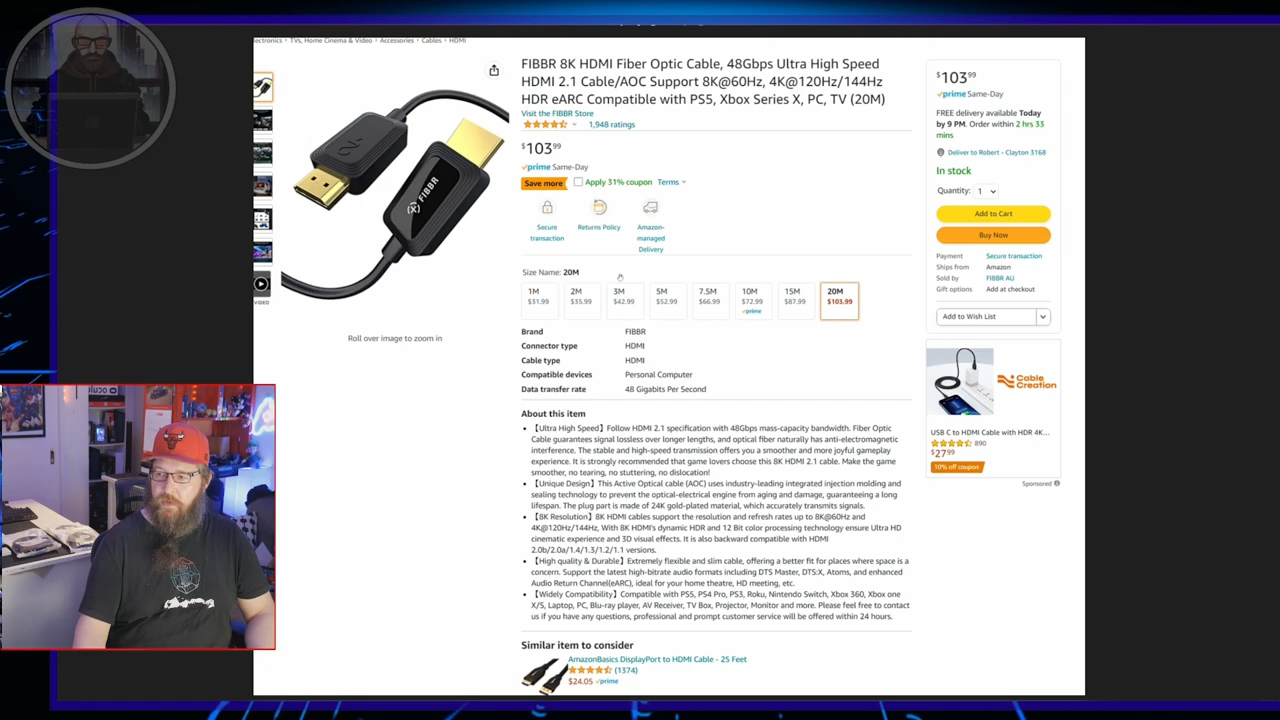 ectronics › TVs, Home Cinema & Video › Accessories › Cables › HDMI
FIBBR 8K HDMI Fiber Optic Cable, 48Gbps Ultra High Speed
HDMI 2.1 Cable/AOC Support 8K@60Hz, 4K@120Hz/144Hz
HDR eARC Compatible with PS5, Xbox Series X, PC, TV (20M)
Visit the FIBBR Store
1,948 ratings
$10399
prime Same-Day
Save more Apply 31% coupon Terms
Secure transaction
Returns Policy
Amazon-managed Delivery
Size Name: 20M
1M 2M 3M 5M 7.5M 10M 15M 20M
$31.99 $35.99 $42.99 $52.99 $66.99 $72.99 $87.99 $103.99
prime
Brand FIBBR
Connector type HDMI
Cable type HDMI
Compatible devices Personal Computer
Data transfer rate 48 Gigabits Per Second
About this item
【Ultra High Speed】Follow HDMI 2.1 specification with 48Gbps mass-capacity bandwidth. Fiber Optic
Cable guarantees signal lossless over longer lengths, and optical fiber naturally has anti-electromagnetic
interference. The stable and high-speed transmission offers you a smoother and more joyful gameplay
experience. It is strongly recommended that game lovers choose this 8K HDMI 2.1 cable. Make the game
smoother, no tearing, no stuttering, no dislocation!
【Unique Design】This Active Optical cable (AOC) uses industry-leading integrated injection molding and
sealing technology to prevent the optical-electrical engine from aging and damage, guaranteeing a long
lifespan. The plug part is made of 24K gold-plated material, which accurately transmits signals.
【8K Resolution】8K HDMI cables support the resolution and refresh rates up to 8K@60Hz and
4K@120Hz/144Hz, With 8K HDMI's dynamic HDR and 12 Bit color processing technology ensure Ultra HD
cinematic experience and 3D visual effects. It is also backward compatible with HDMI
2.0b/2.0a/1.4/1.3/1.2/1.1 versions.
【High quality & Durable】Extremely flexible and slim cable, offering a better fit for places where space is a
concern. Support the latest high-bitrate audio formats including DTS Master, DTS:X, Atoms, and enhanced
Audio Return Channel(eARC), ideal for your home theatre, HD meeting, etc.
【Widely Compatibility】Compatible with PS5, PS4 Pro, PS3, Roku, Nintendo Switch, Xbox 360, Xbox one
X/S, Laptop, PC, Blu-ray player, AV Receiver, TV Box, Projector, Monitor and more. Please feel free to contact
us if you have any questions, professional and prompt customer service will be offered within 24 hours.
Similar item to consider
AmazonBasics DisplayPort to HDMI Cable - 25 Feet
(1374)
$24.05 prime
FIBBR
VIDEO
Roll over image to zoom in
$10399
prime Same-Day
FREE delivery available Today
by 9 PM. Order within 2 hrs 33
mins
Deliver to Robert - Clayton 3168
In stock
Quantity: 1
Add to Cart
Buy Now
Payment Secure transaction
Ships from Amazon
Sold by FIBBR AU
Gift options Add at checkout
Add to Wish List
Cable
Creation
USB C to HDMI Cable with HDR 4K...
890
$2799
10% off coupon
Sponsored